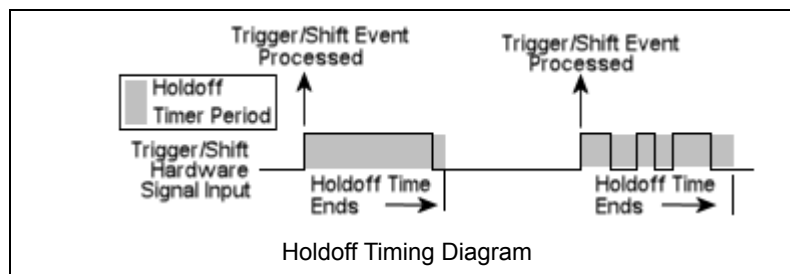 Trigger/Shift Event
Processed
Trigger/Shift Event
Processed
Holdoff
Timer Period
Trigger/Shift
Hardware
Signal Input
Holdoff Time
Ends
Holdoff Time
Ends
Holdoff Timing Diagram